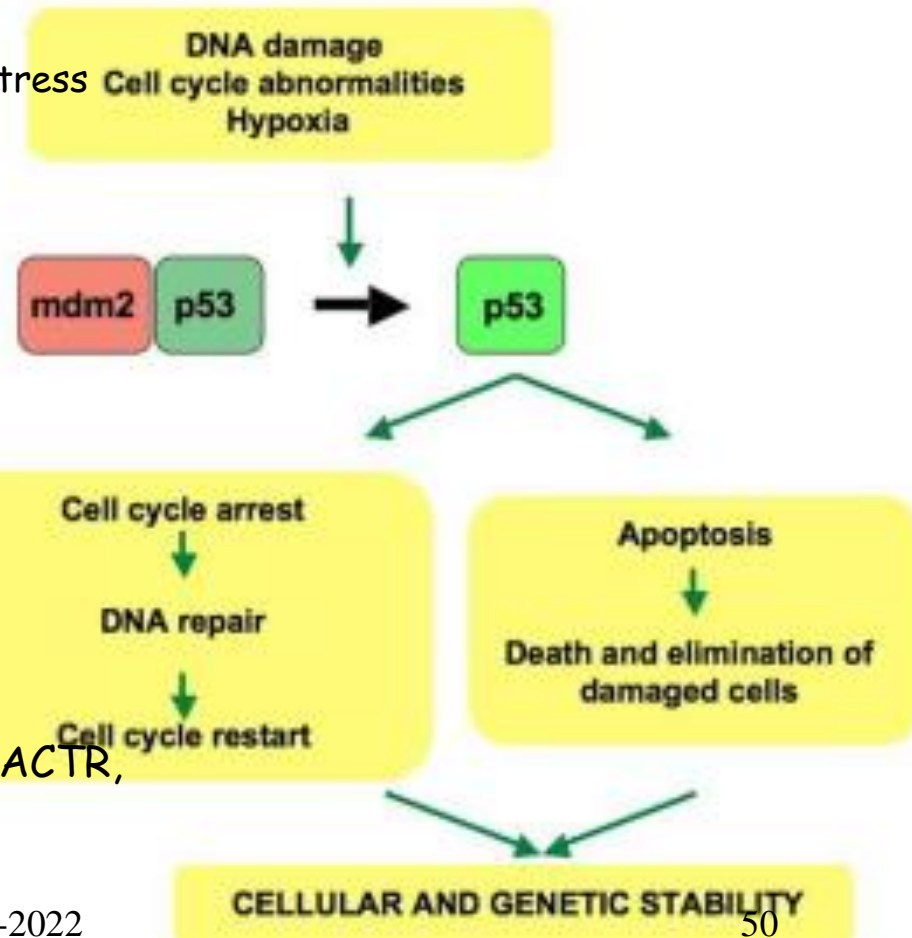 DNA damage
tress Cell cycle abnormalities
Hypoxia
mdm2 p53 p53
Cell cycle arrest
DNA repair
Cell cycle restart
Apoptosis
Death and elimination of
damaged cells
ACTR,
CELLULAR AND GENETIC STABILITY
-2022 50